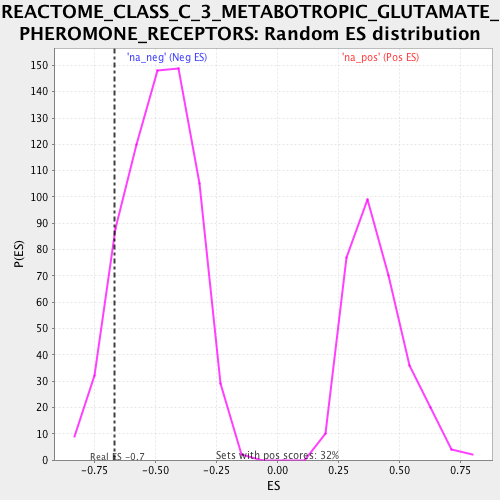 REACTOME_CLASS_C_3_METABOTROPIC_GLUTAMATE_
PHEROMONE_RECEPTORS: Random ES distribution
'na_neg' (Neg ES)
'na_pos' (Pos ES)
150
140
130
120
110
100
90
80
70
60
50
40
30
20
10
0
P(ES)
Real ES -0.7
Sets with pos scores: 32%
-0.75
-0.50
-0.25
0.00
0.25
0.50
0.75
ES